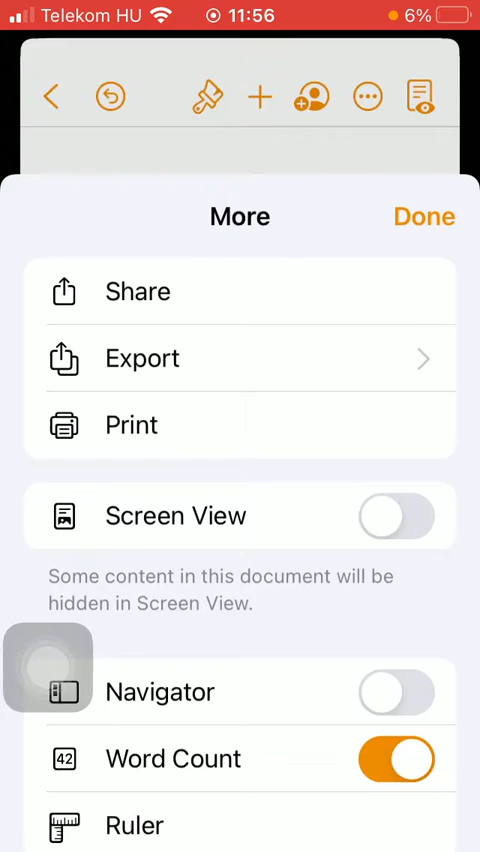 Telekom HU 11:56 6%
More Done
Share
Export
Print
Screen View
Some content in this document will be
hidden in Screen View.
Navigator
42 Word Count
Ruler